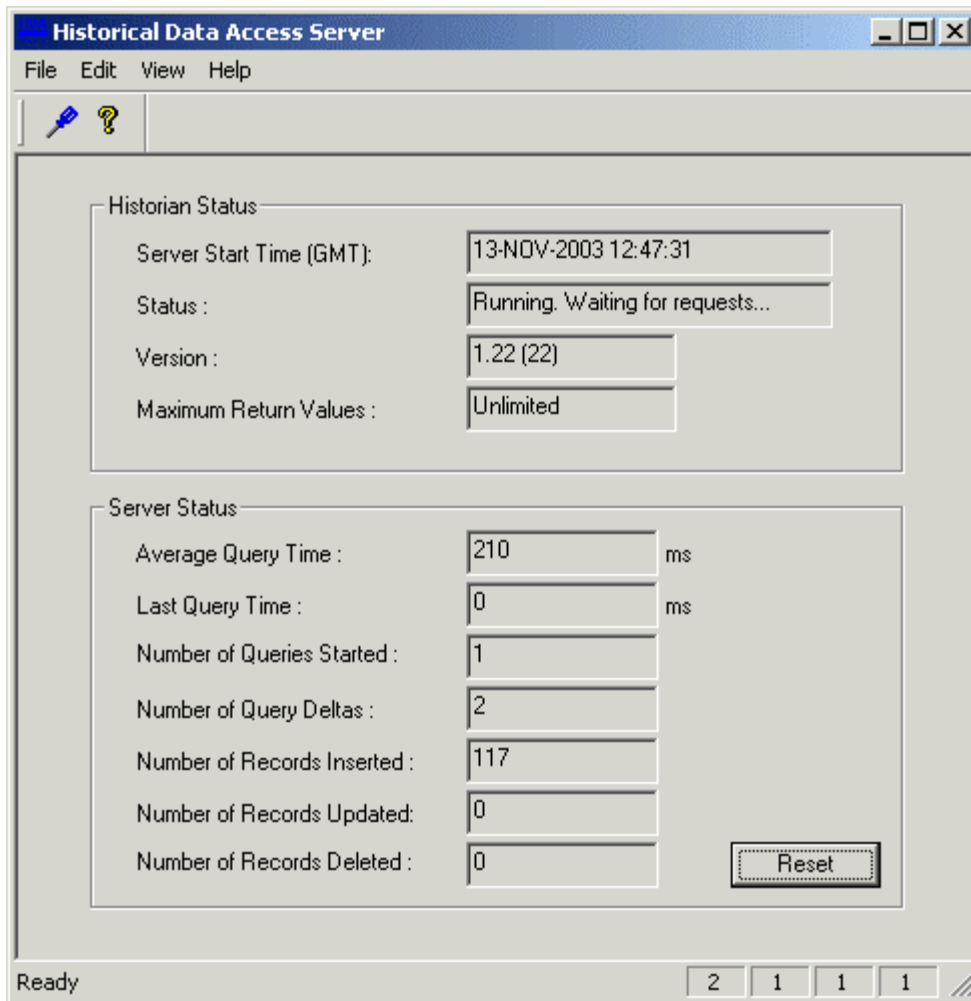 Historical Data Access Server
File Edit View Help
Historian Status
Server Start Time (GMT): 13-NOV-2003 12:47:31
Status : Running. Waiting for requests...
Version : 1.22 (22)
Maximum Return Values : Unlimited
Server Status
Average Query Time : 210 ms
Last Query Time : 0 ms
Number of Queries Started : 1
Number of Query Deltas : 2
Number of Records Inserted : 117
Number of Records Updated: 0
Number of Records Deleted : 0
Reset
Ready 2 1 1 1